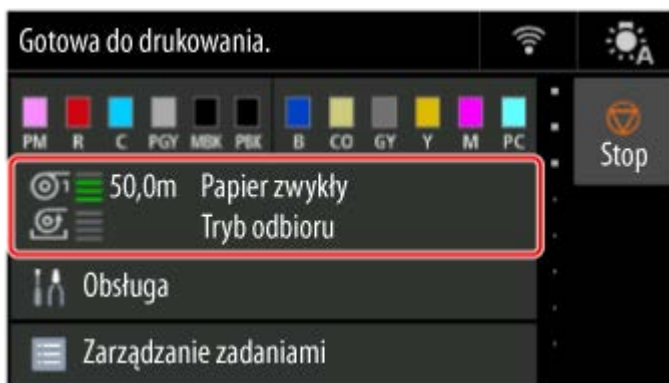 Gotowa do drukowania.
A
PM R C PGY MBK PBK B CO GY Y M PC
Stop
1 50,0m Papier zwykły
Tryb odbioru
Obsługa
Zarządzanie zadaniami